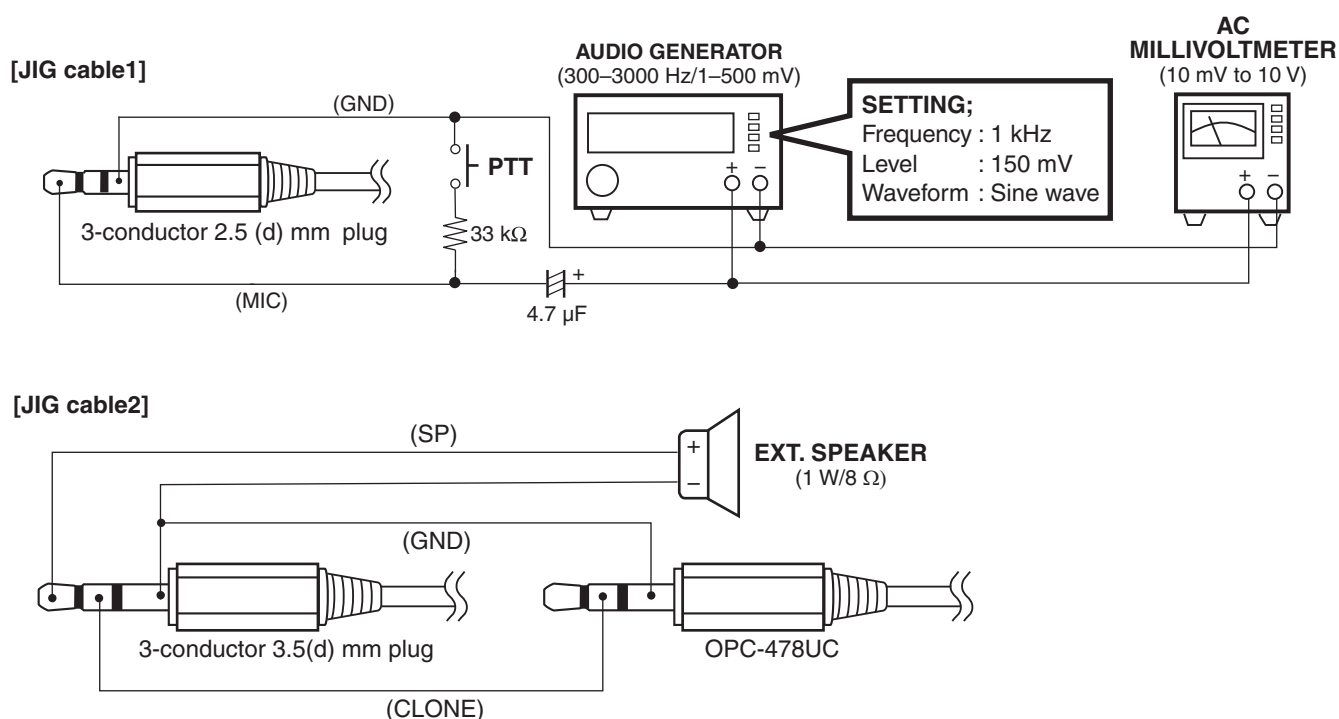 [JIG cable1]
(GND)
3-conductor 2.5 (d) mm plug
(MIC)
PTT
33 kΩ
+
4.7 µF
AUDIO GENERATOR
(300–3000 Hz/1–500 mV)
+ −
SETTING;
Frequency : 1 kHz
Level : 150 mV
Waveform : Sine wave
AC
MILLIVOLTMETER
(10 mV to 10 V)
+ −
[JIG cable2]
(SP)
+
−
EXT. SPEAKER
(1 W/8 Ω)
(GND)
3-conductor 3.5(d) mm plug
OPC-478UC
(CLONE)